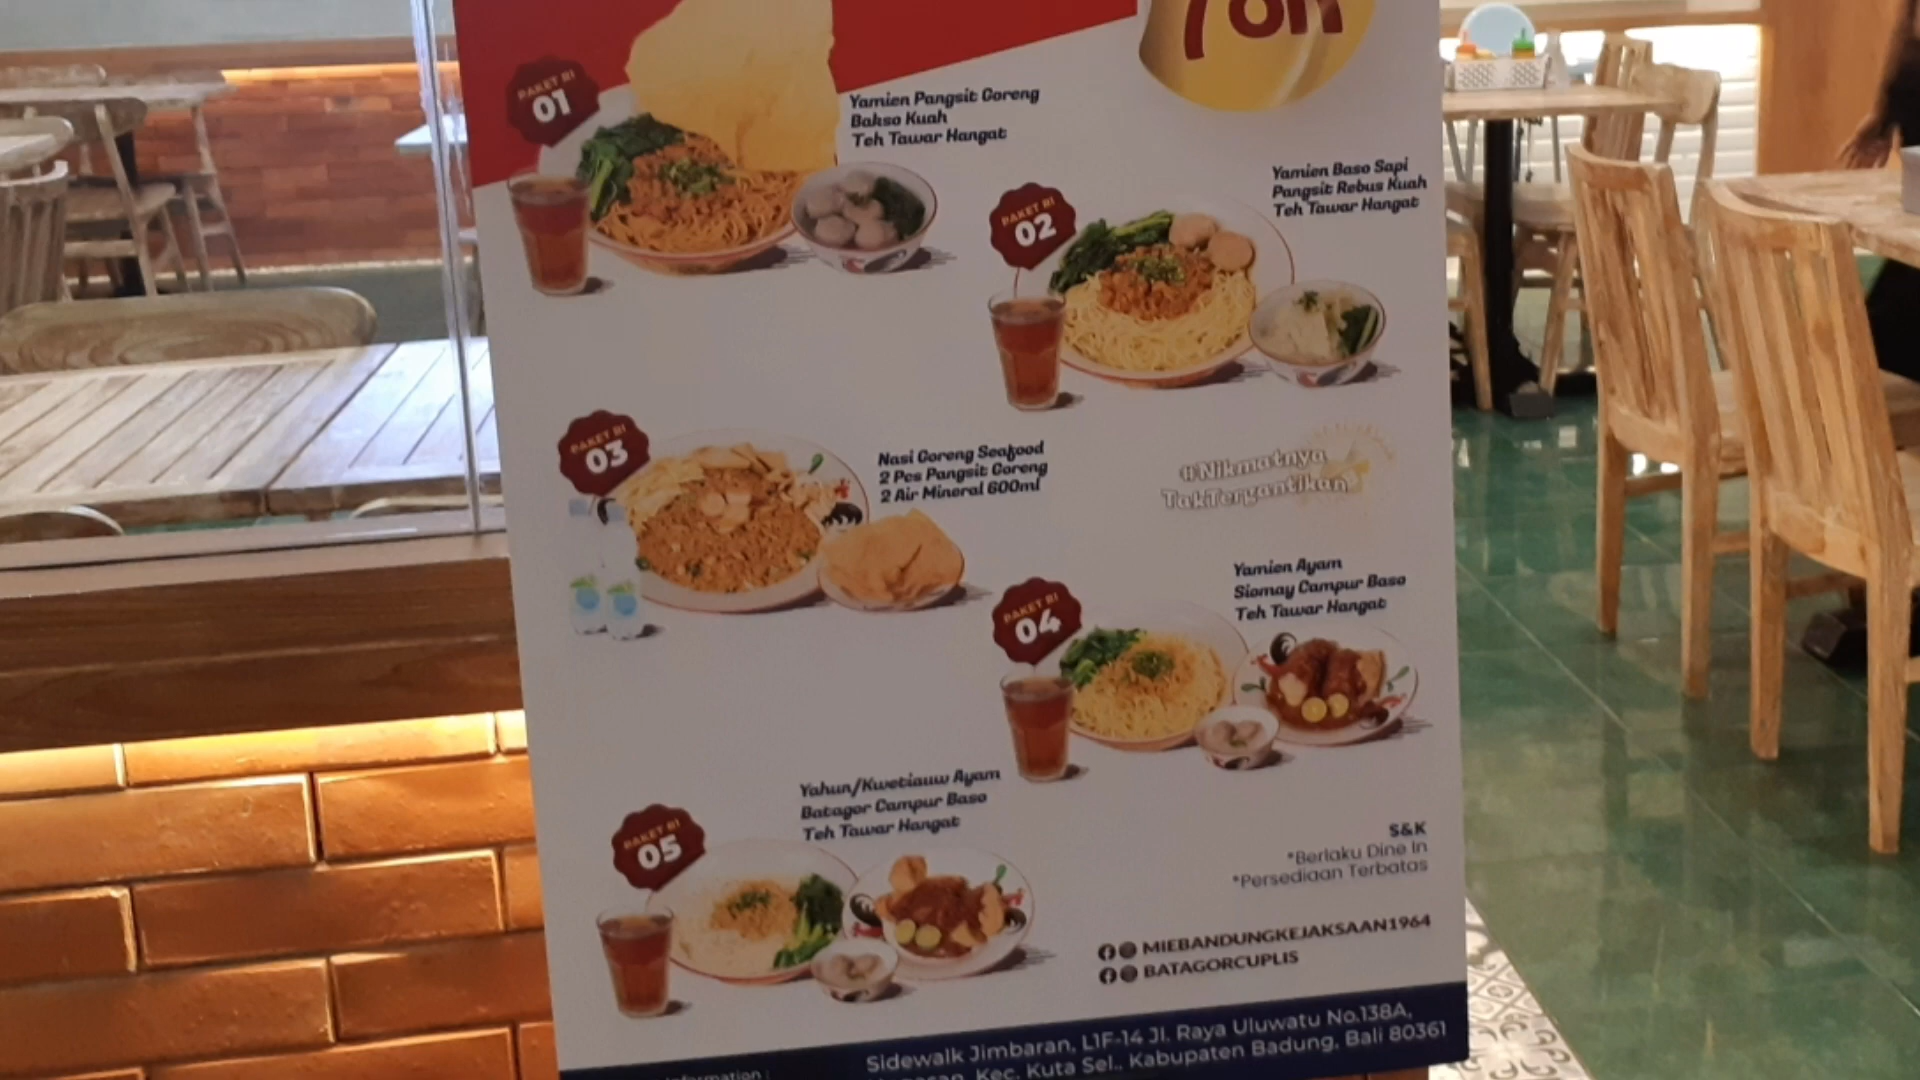 PAKET RI
01
Yamien Pangsit Goreng
Bakso Kuah
Teh Tawar Hangat
PAKET RI
02
Yamien Baso Sapi
Pangsit Rebus Kuah
Teh Tawar Hangat
PAKET RI
03
Nasi Goreng Seafood
2 Pcs Pangsit Goreng
2 Air Mineral 600ml
#Nikmatnya
TakTergantikan
PAKET RI
04
Yamien Ayam
Siomay Campur Baso
Teh Tawar Hangat
PAKET RI
05
Yahun/Kwetiauw Ayam
Batagor Campur Baso
Teh Tawar Hangat
S&K
*Berlaku Dine In
*Persediaan Terbatas
MIEBANDUNGKEJAKSAAN1964
BATAGORCUPLIS
Sidewalk Jimbaran, L1F-14 Jl. Raya Uluwatu No.138A,
Kec. Kuta Sel., Kabupaten Badung, Bali 80361